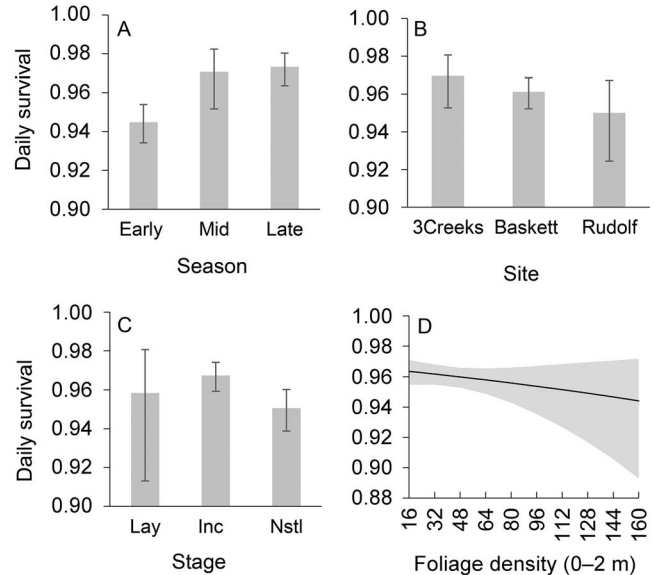 A
1.00
0.98
0.96
0.94
0.92
0.90
Daily survival
Early Mid Late
Season
B
1.00
0.98
0.96
0.94
0.92
0.90
3Creeks Baskett Rudolf
Site
C
1.00
0.98
0.96
0.94
0.92
0.90
Daily survival
Lay Inc Nstl
Stage
D
1.00
0.98
0.96
0.94
0.92
0.90
0.88
16 32 48 64 80 96 112 128 144 160
Foliage density (0–2 m)